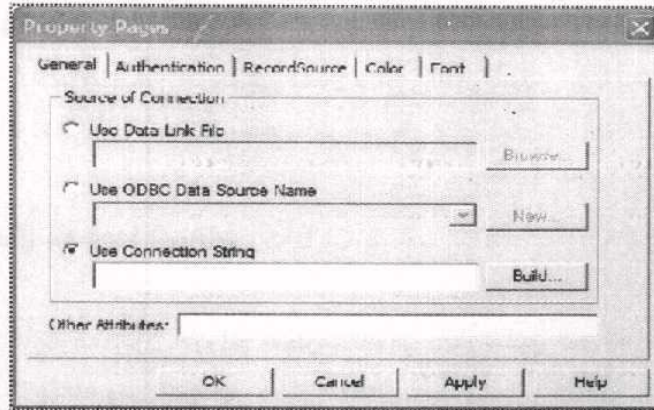 Property Pages
General Authentication RecordSource Color Font
Source of Connection
Use Data Link File
Browse...
Use ODBC Data Source Name
New...
Use Connection String
Build...
Other Attributes:
OK Cancel Apply Help